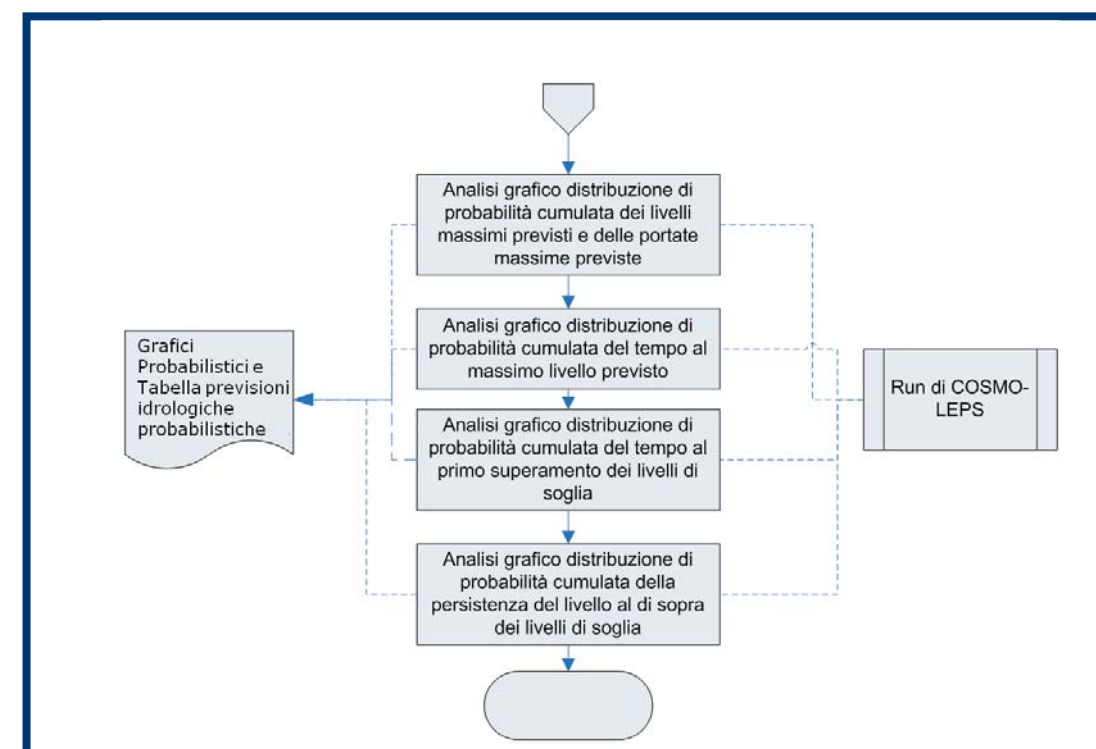 Analisi grafico distribuzione di
probabilità cumulata dei livelli
massimi previsti e delle portate
massime previste
Analisi grafico distribuzione di
probabilità cumulata del tempo al
massimo livello previsto
Grafici
Probabilistici e
Tabella previsioni
idrologiche
probabilistiche
Run di COSMO-
LEPS
Analisi grafico distribuzione di
probabilità cumulata del tempo al
primo superamento dei livelli di
soglia
Analisi grafico distribuzione di
probabilità cumulata della
persistenza del livello al di sopra
dei livelli di soglia